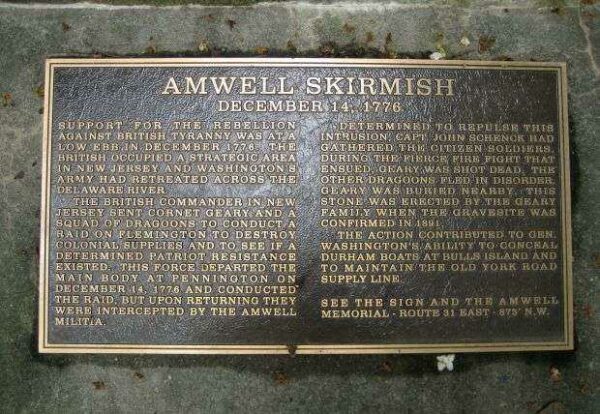 AMWELL SKIRMISH
DECEMBER 14, 1776
SUPPORT FOR THE REBELLION
AGAINST BRITISH TYRANNY WAS AT A
LOW EBB IN DECEMBER 1776. THE
BRITISH OCCUPIED A STRATEGIC AREA
IN NEW JERSEY AND WASHINGTON'S
ARMY HAD RETREATED ACROSS THE
DELAWARE RIVER.
THE BRITISH COMMANDER IN NEW
JERSEY SENT CORNET GEARY AND A
SQUAD OF DRAGOONS TO CONDUCT A
RAID ON FLEMINGTON TO DESTROY
COLONIAL SUPPLIES AND TO SEE IF A
DETERMINED PATRIOT RESISTANCE
EXISTED. THIS FORCE DEPARTED THE
MAIN BODY AT PENNINGTON ON
DECEMBER 14, 1776 AND CONDUCTED
THE RAID, BUT UPON RETURNING THEY
WERE INTERCEPTED BY THE AMWELL
MILITIA.
DETERMINED TO REPULSE THIS
INTRUSION, CAPT. JOHN SCHENCK HAD
GATHERED THE CITIZEN SOLDIERS.
DURING THE FIERCE FIRE FIGHT THAT
ENSUED, GEARY WAS SHOT DEAD. THE
OTHER DRAGOONS FLED IN DISORDER.
GEARY WAS BURIED NEARBY. THIS
STONE WAS ERECTED BY THE GEARY
FAMILY WHEN THE GRAVESITE WAS
CONFIRMED IN 1891.
THE ACTION CONTRIBUTED TO GEN.
WASHINGTON'S ABILITY TO CONCEAL
DURHAM BOATS AT BULLS ISLAND AND
TO MAINTAIN THE OLD YORK ROAD
SUPPLY LINE.
SEE THE SIGN AND THE AMWELL
MEMORIAL - ROUTE 31 EAST - 875' N.W.